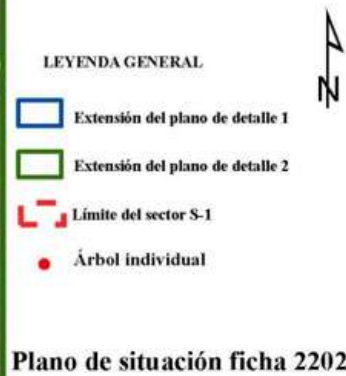 N
LEYENDA GENERAL
Extensión del plano de detalle 1
Extensión del plano de detalle 2
Límite del sector S-1
Árbol individual
Plano de situación ficha 2202